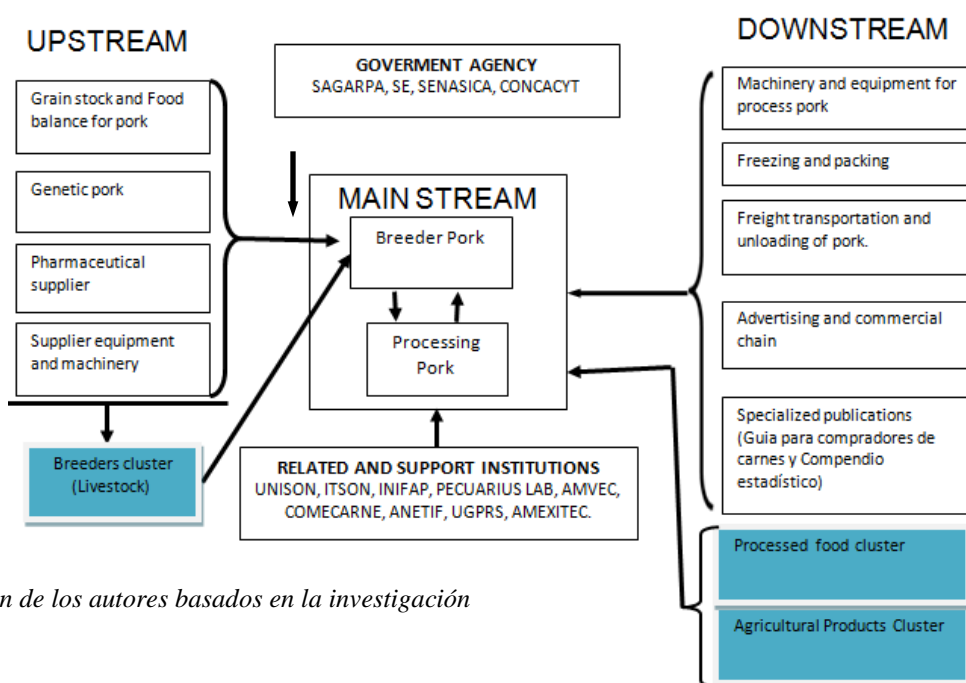 UPSTREAM
Grain stock and Food
balance for pork
Genetic pork
Pharmaceutical
supplier
Supplier equipment
and machinery
Breeders cluster
(Livestock)
GOVERMENT AGENCY
SAGARPA, SE, SENASICA, CONCACYT
MAIN STREAM
Breeder Pork
Processing
Pork
RELATED AND SUPPORT INSTITUTIONS
UNISON, ITSON, INIFAP, PECUARIUS LAB, AMVEC,
COMECARNE, ANETIF, UGPRS, AMEXITEC.
DOWNSTREAM
Machinery and equipment for
process pork
Freezing and packing
Freight transportation and
unloading of pork.
Advertising and commercial
chain
Specialized publications
(Guia para compradores de
carnes y Compendio
estadístico)
Processed food cluster
Agricultural Products Cluster
n de los autores basados en la investigación